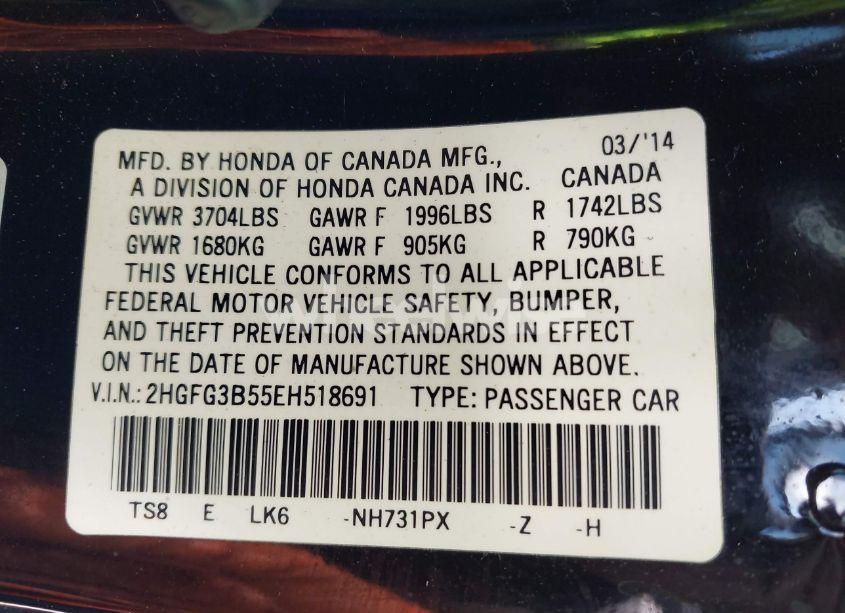 03/'14
MFD. BY HONDA OF CANADA MFG.,
A DIVISION OF HONDA CANADA INC. CANADA
GVWR 3704LBS GAWR F 1996LBS R 1742LBS
GVWR 1680KG GAWR F 905KG R 790KG
THIS VEHICLE CONFORMS TO ALL APPLICABLE
FEDERAL MOTOR VEHICLE SAFETY, BUMPER,
AND THEFT PREVENTION STANDARDS IN EFFECT
ON THE DATE OF MANUFACTURE SHOWN ABOVE.
V.I.N.: 2HGFG3B55EH518691 TYPE: PASSENGER CAR
TS8 E LK6 -NH731PX -Z -H